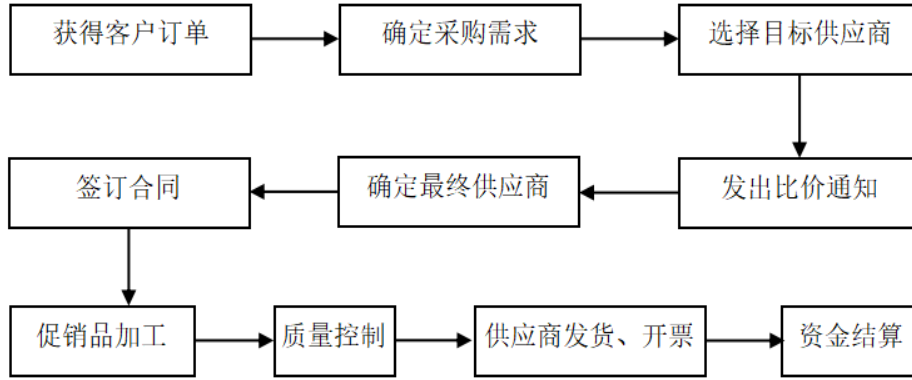 获得客户订单
确定采购需求
选择目标供应商
签订合同
确定最终供应商
发出比价通知
促销品加工
质量控制
供应商发货、开票
资金结算